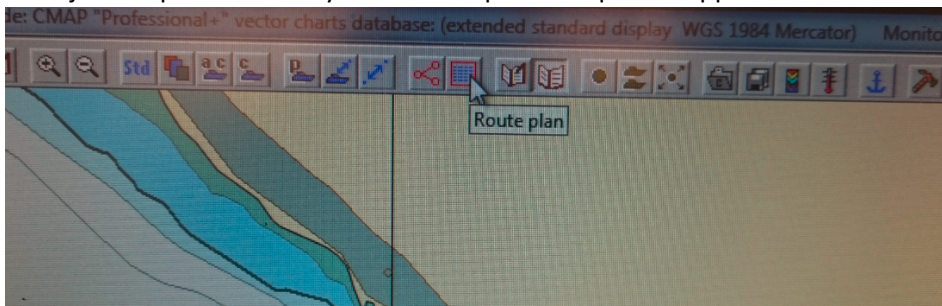 de: CMAP "Professional+" vector charts database: (extended standard display WGS 1984 Mercator) Monito
Std a c c p
Route plan